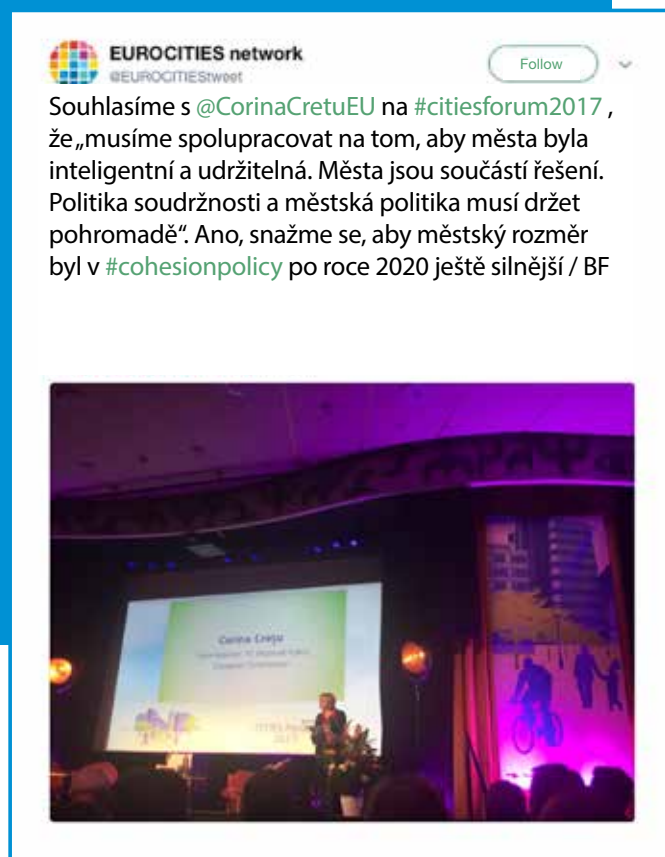 EUROCITIES network
@EUROCITIEStweet
Follow
Souhlasíme s @CorinaCretuEU na #citiesforum2017 ,
že „musíme spolupracovat na tom, aby města byla
inteligentní a udržitelná. Města jsou součástí řešení.
Politika soudržnosti a městská politika musí držet
pohromadě“. Ano, snažme se, aby městský rozměr
byl v #cohesionpolicy po roce 2020 ještě silnější / BF
Corina Crețu